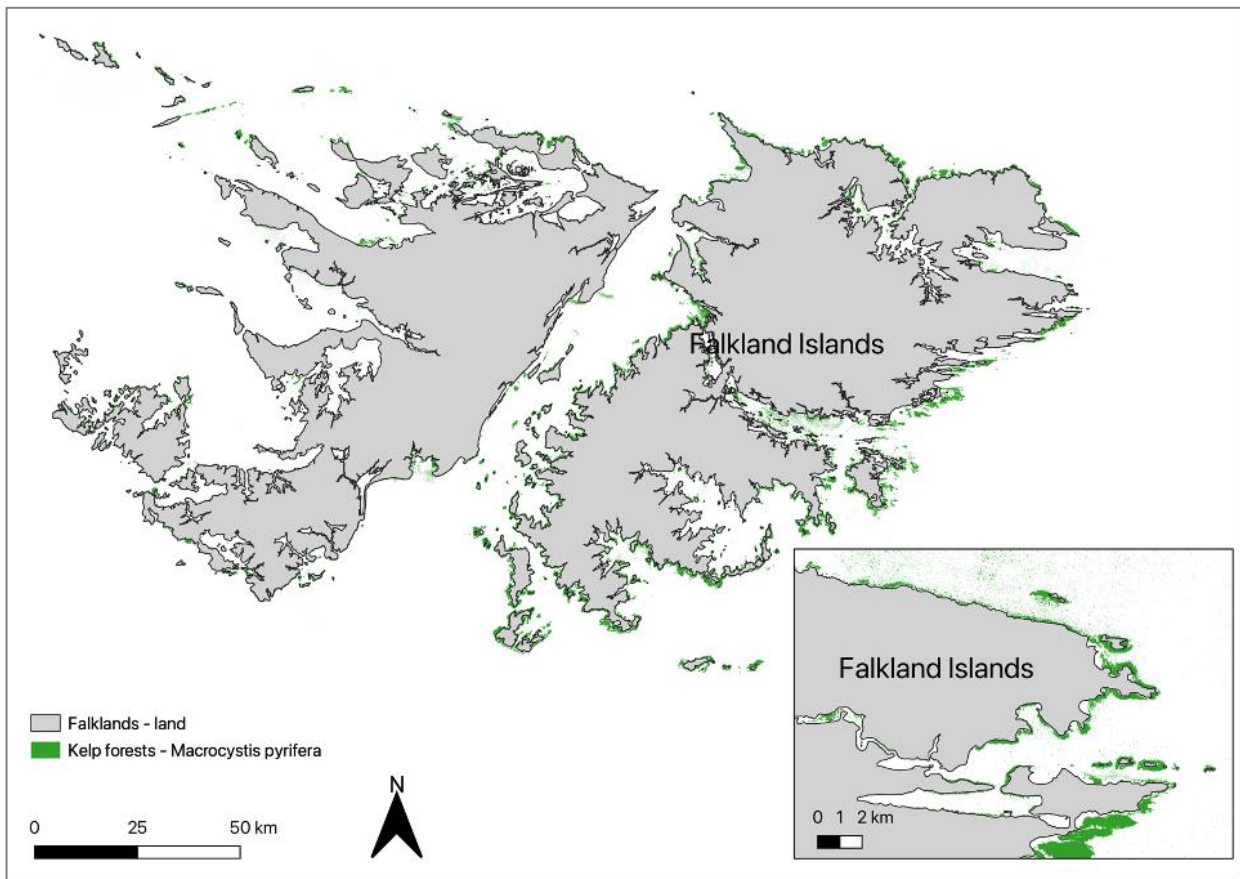 Falkland Islands
Falkland Islands
Falklands - land
Kelp forests - Macrocystis pyrifera
N
0 25 50 km
0 1 2 km